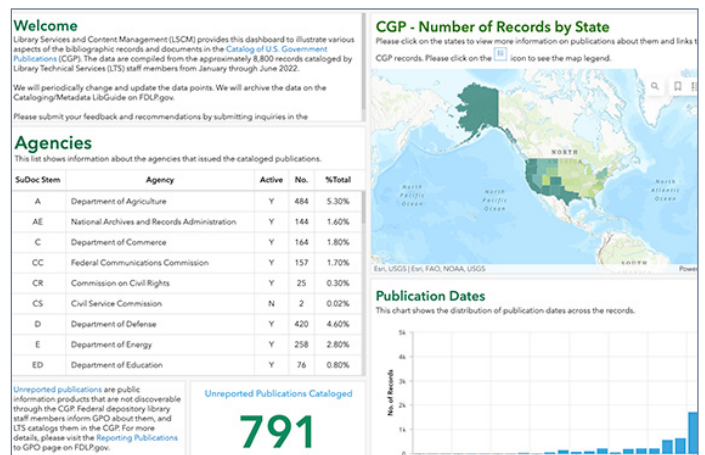 Welcome
Library Services and Content Management (LSCM) provides this dashboard to illustrate various
aspects of the bibliographic records and documents in the Catalog of U.S. Government
Publications (CGP). The data are compiled from the approximately 8,800 records cataloged by
Library Technical Services (LTS) staff members from January through June 2022.
We will periodically change and update the data points. We will archive the data on the
Cataloging/Metadata LibGuide on FDLP.gov.
Please submit your feedback and recommendations by submitting inquiries in the
Agencies
This list shows information about the agencies that issued the cataloged publications.
SuDoc Stem Agency Active No. %Total
A Department of Agriculture Y 484 5.30%
AE National Archives and Records Administration Y 144 1.60%
C Department of Commerce Y 164 1.80%
CC Federal Communications Commission Y 157 1.70%
CR Commission on Civil Rights Y 25 0.30%
CS Civil Service Commission N 2 0.02%
D Department of Defense Y 420 4.60%
E Department of Energy Y 258 2.80%
ED Department of Education Y 76 0.80%
Unreported publications are public
information products that are not discoverable
through the CGP. Federal depository library
staff members inform GPO about them, and
LTS catalogs them in the CGP. For more
details, please visit the Reporting Publications
to GPO page on FDLP.gov.
Unreported Publications Cataloged
791
CGP - Number of Records by State
Please click on the states to view more information on publications about them and links t
CGP records. Please click on the icon to see the map legend.
NORTH
North
Pacific
Ocean
North
Pacific
Ocean
North
Atlantic
Ocean
SOUTH
Esri, USGS | Esri, FAO, NOAA, USGS
Power
Publication Dates
This chart shows the distribution of publication dates across the records.
No. of Records
5k
4k
3k
2k
1k
0